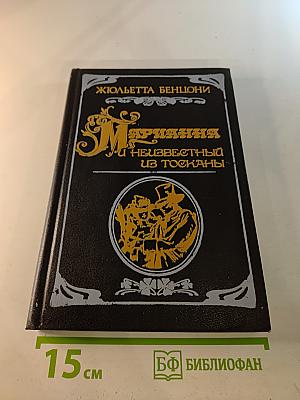 ЖЮЛЬЕТТА БЕНЦОНИ
МАРИАННА
И НЕИЗВЕСТНЫЙ
ИЗ ТОСКАНЫ
15 см
БФ БИБЛИОФАН